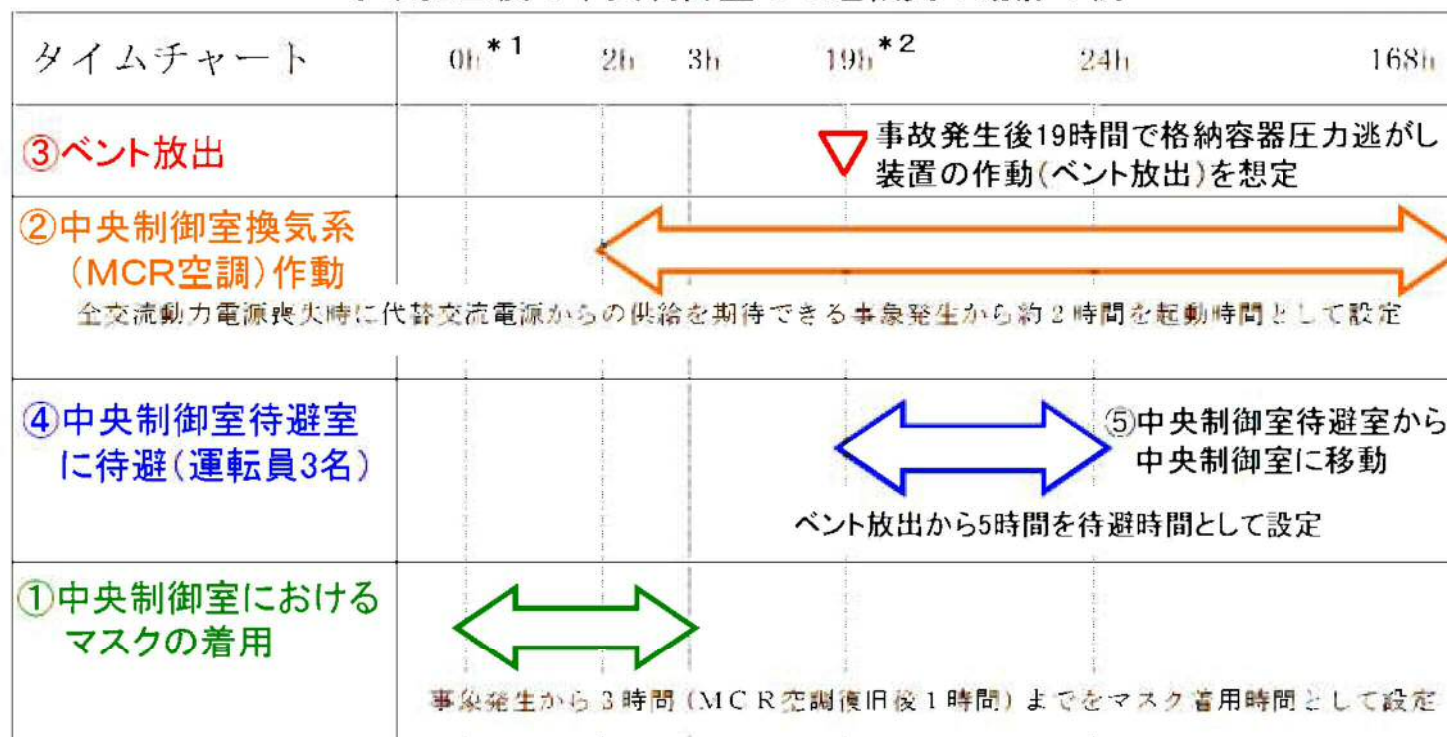 タイムチャート 0h*1 2h 3h 19h*2 24h 168h
③ベント放出
事故発生後19時間で格納容器圧力逃がし
装置の作動(ベント放出)を想定
②中央制御室換気系
(MCR空調)作動
全交流動力電源喪失時に代替交流電源からの供給を期待できる事象発生から約2時間を起動時間として設定
④中央制御室待避室
に待避(運転員3名)
⑤中央制御室待避室から
中央制御室に移動
ベント放出から5時間を待避時間として設定
①中央制御室における
マスクの着用
事象発生から3時間(MCR空調復旧後1時間)までをマスク着用時間として設定